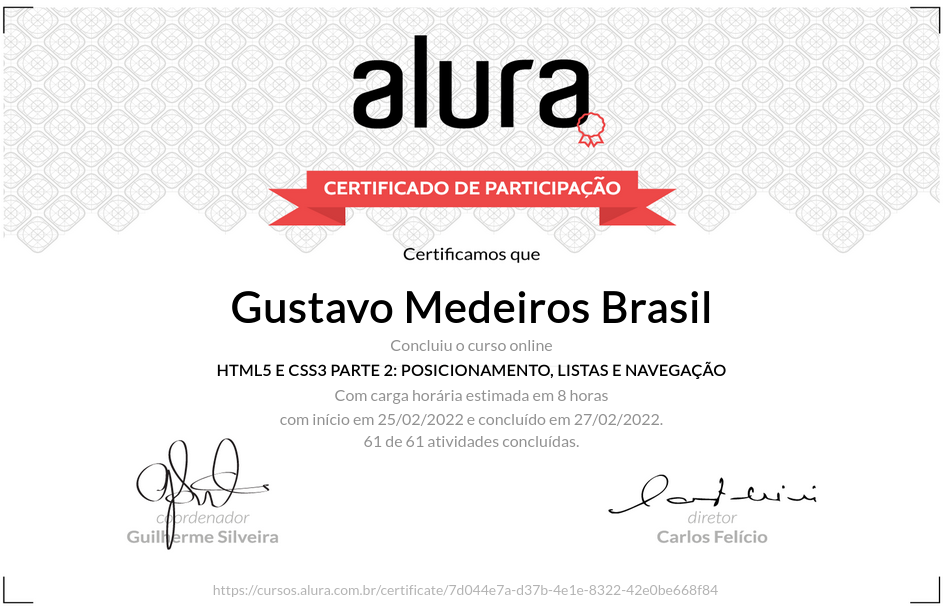 alura
CERTIFICADO DE PARTICIPAÇÃO
Certificamos que
Gustavo Medeiros Brasil
Concluiu o curso online
HTML5 E CSS3 PARTE 2: POSICIONAMENTO, LISTAS E NAVEGAÇÃO
Com carga horária estimada em 8 horas
com início em 25/02/2022 e concluído em 27/02/2022.
61 de 61 atividades concluídas.
coordenador
Guilherme Silveira
diretor
Carlos Felício
https://cursos.alura.com.br/certificate/7d044e7a-d37b-4e1e-8322-42e0be668f84